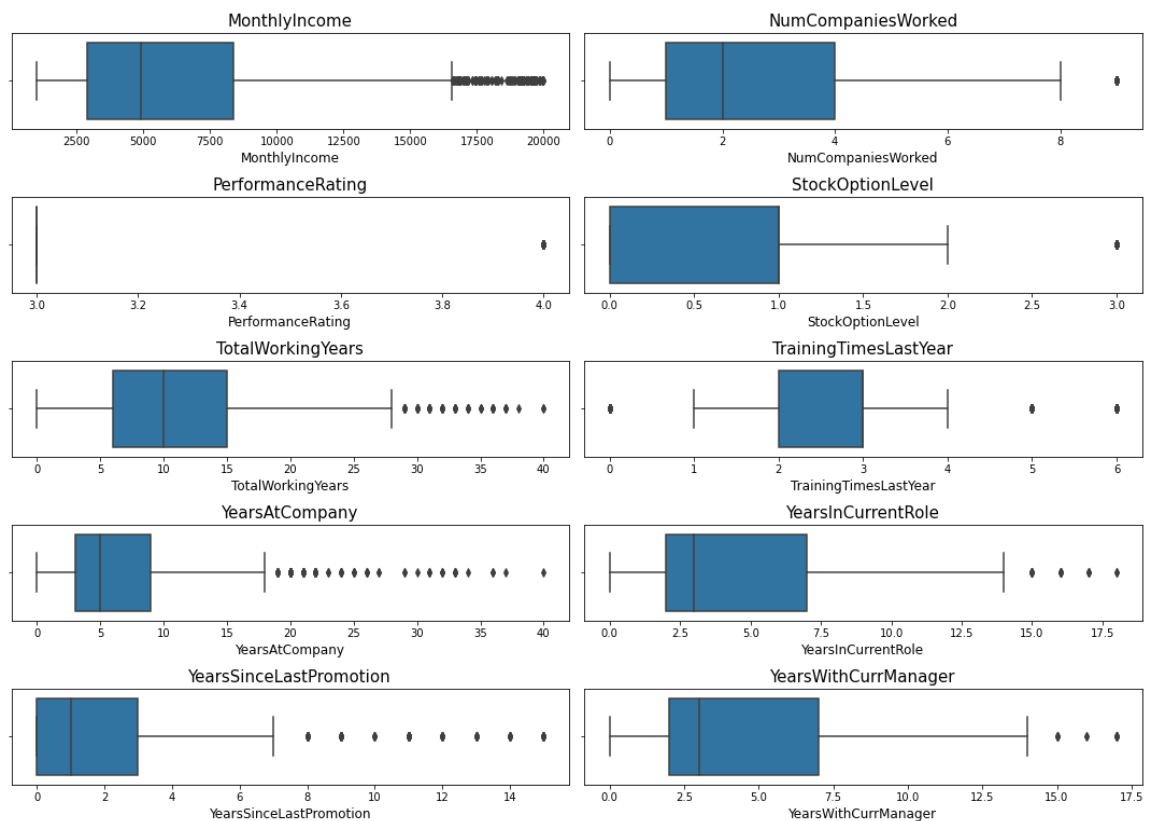 MonthlyIncome
2500 5000 7500 10000 12500 15000 17500 20000
MonthlyIncome
NumCompaniesWorked
0 2 4 6 8
NumCompaniesWorked
PerformanceRating
3.0 3.2 3.4 3.6 3.8 4.0
PerformanceRating
StockOptionLevel
0.0 0.5 1.0 1.5 2.0 2.5 3.0
StockOptionLevel
TotalWorkingYears
0 5 10 15 20 25 30 35 40
TotalWorkingYears
TrainingTimesLastYear
0 1 2 3 4 5 6
TrainingTimesLastYear
YearsAtCompany
0 5 10 15 20 25 30 35 40
YearsAtCompany
YearsInCurrentRole
0.0 2.5 5.0 7.5 10.0 12.5 15.0 17.5
YearsInCurrentRole
YearsSinceLastPromotion
0 2 4 6 8 10 12 14
YearsSinceLastPromotion
YearsWithCurrManager
0.0 2.5 5.0 7.5 10.0 12.5 15.0 17.5
YearsWithCurrManager